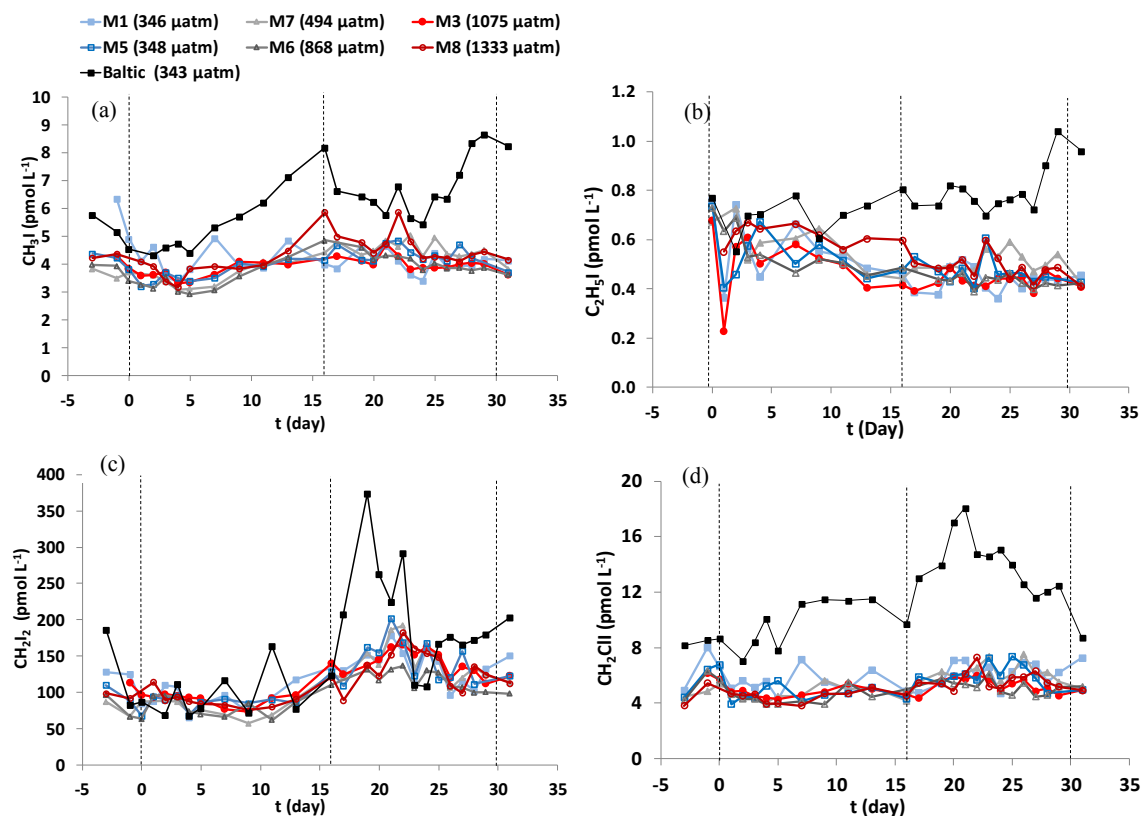 M1 (346 µatm) M7 (494 µatm) M3 (1075 µatm)
M5 (348 µatm) M6 (868 µatm) M8 (1333 µatm)
Baltic (343 µatm)
(a)
CH₃I (pmol L⁻¹)
10
9
8
7
6
5
4
3
2
1
0
-5 0 5 10 15 20 25 30 35
t (day)
(b)
C₂H₅I (pmol L⁻¹)
1.2
1.0
0.8
0.6
0.4
0.2
0.0
-5 0 5 10 15 20 25 30 35
t (Day)
(c)
CH₂I₂ (pmol L⁻¹)
400
350
300
250
200
150
100
50
0
-5 0 5 10 15 20 25 30 35
t (day)
(d)
CH₂ClI (pmol L⁻¹)
20
16
12
8
4
0
-5 0 5 10 15 20 25 30 35
t (day)